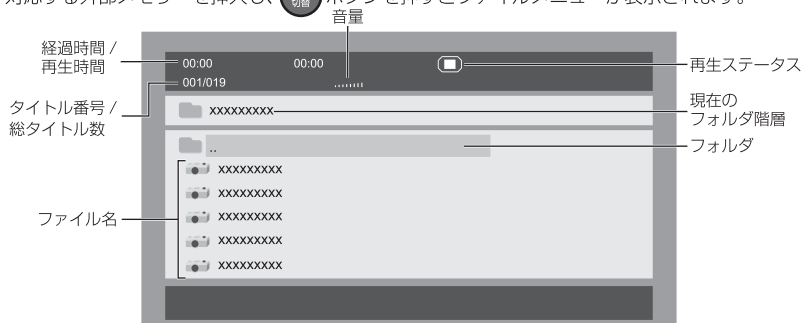 対応する外部メモリーを挿入し、切替ボタンを押すとファイルメニューが表示されます。
音量
経過時間 /
再生時間
00:00 00:00
001/019
再生ステータス
タイトル番号 /
総タイトル数
xxxxxxxxx
現在の
フォルダ階層
..
フォルダ
ファイル名
xxxxxxxxx
xxxxxxxxx
xxxxxxxxx
xxxxxxxxx
xxxxxxxxx